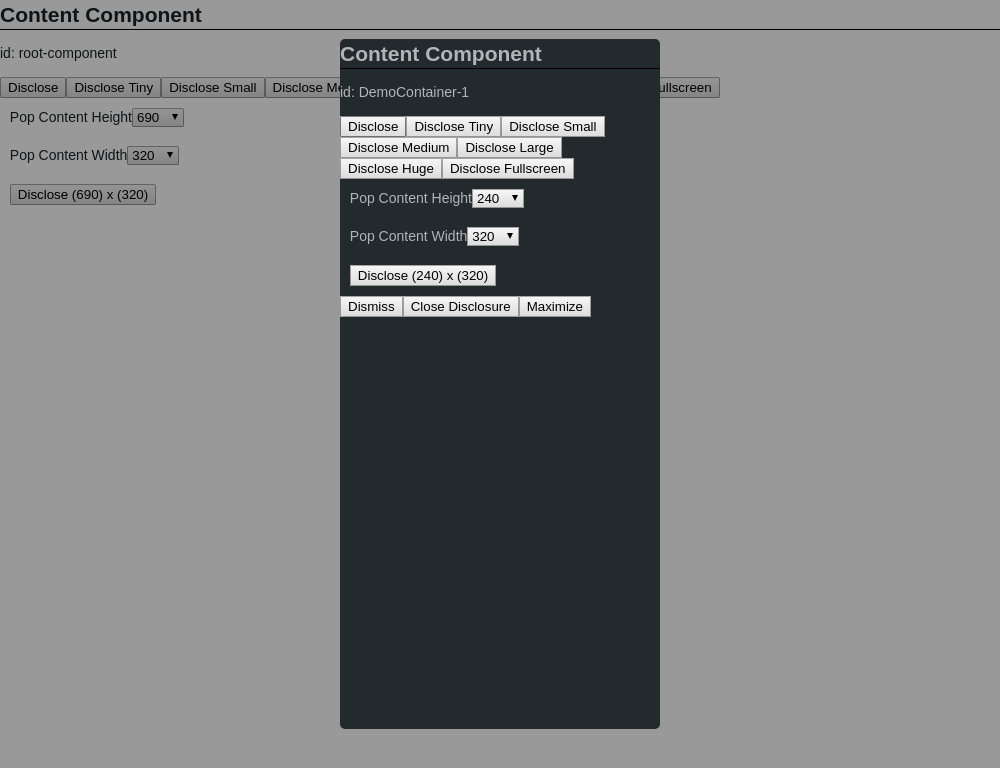 Content Component
id: root-component
Disclose Disclose Tiny Disclose Small Disclose Me
ullscreen
Pop Content Height 690
Pop Content Width 320
Disclose (690) x (320)
Content Component
id: DemoContainer-1
Disclose Disclose Tiny Disclose Small
Disclose Medium Disclose Large
Disclose Huge Disclose Fullscreen
Pop Content Height 240
Pop Content Width 320
Disclose (240) x (320)
Dismiss Close Disclosure Maximize